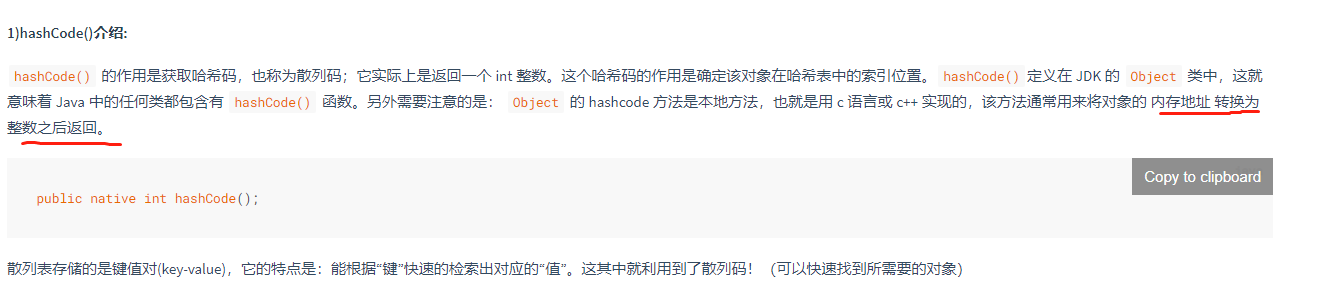 1)hashCode()介绍:
hashCode() 的作用是获取哈希码，也称为散列码；它实际上是返回一个 int 整数。这个哈希码的作用是确定该对象在哈希表中的索引位置。 hashCode() 定义在 JDK 的 Object 类中，这就
意味着 Java 中的任何类都包含有 hashCode() 函数。另外需要注意的是： Object 的 hashcode 方法是本地方法，也就是用 c 语言或 c++ 实现的，该方法通常用来将对象的 内存地址 转换为
整数之后返回。
Copy to clipboard
public native int hashCode();
散列表存储的是键值对(key-value)，它的特点是：能根据“键”快速的检索出对应的“值”。这其中就利用到了散列码！（可以快速找到所需要的对象）